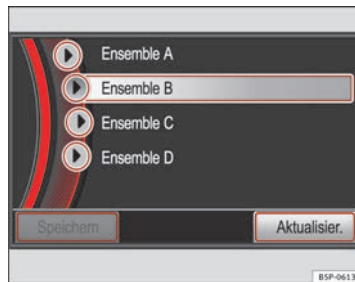 Ensemble A
Ensemble B
Ensemble C
Ensemble D
Speichern
Aktualisier.
B5P-0613